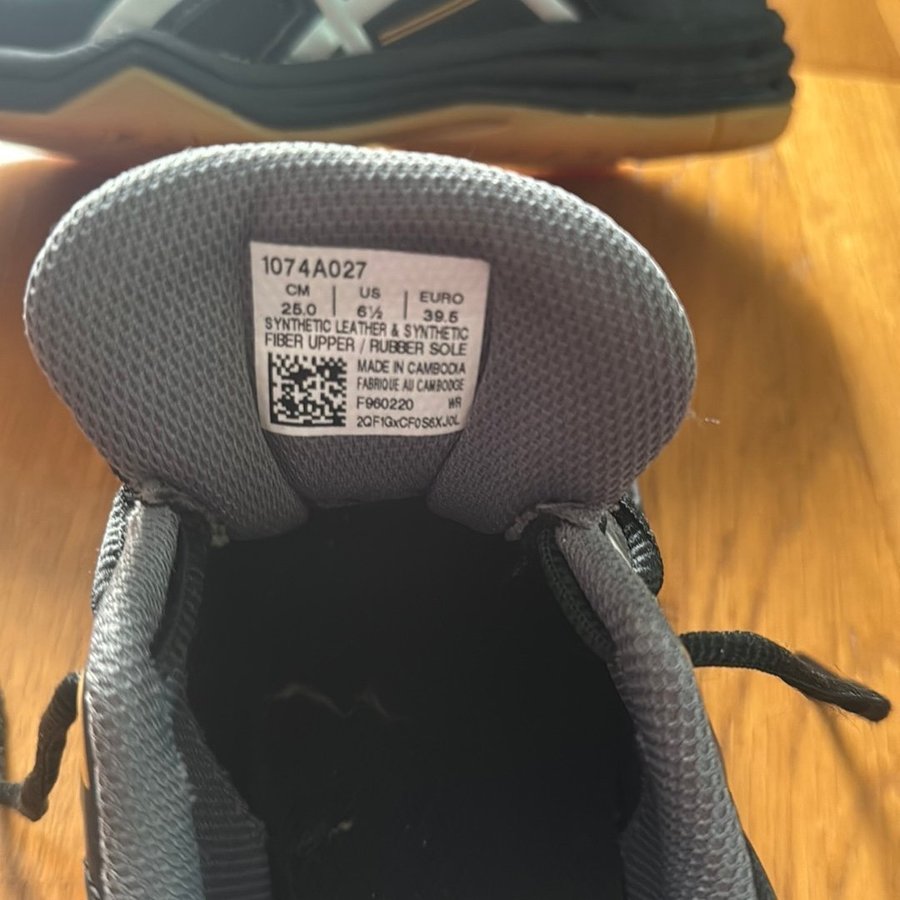 1074A027
CM US EURO
25.0 6½ 39.5
SYNTHETIC LEATHER & SYNTHETIC
FIBER UPPER / RUBBER SOLE
MADE IN CAMBODIA
FABRIQUE AU CAMBODGE
F960220 WR
2QF1GxCF0S6XJ0L